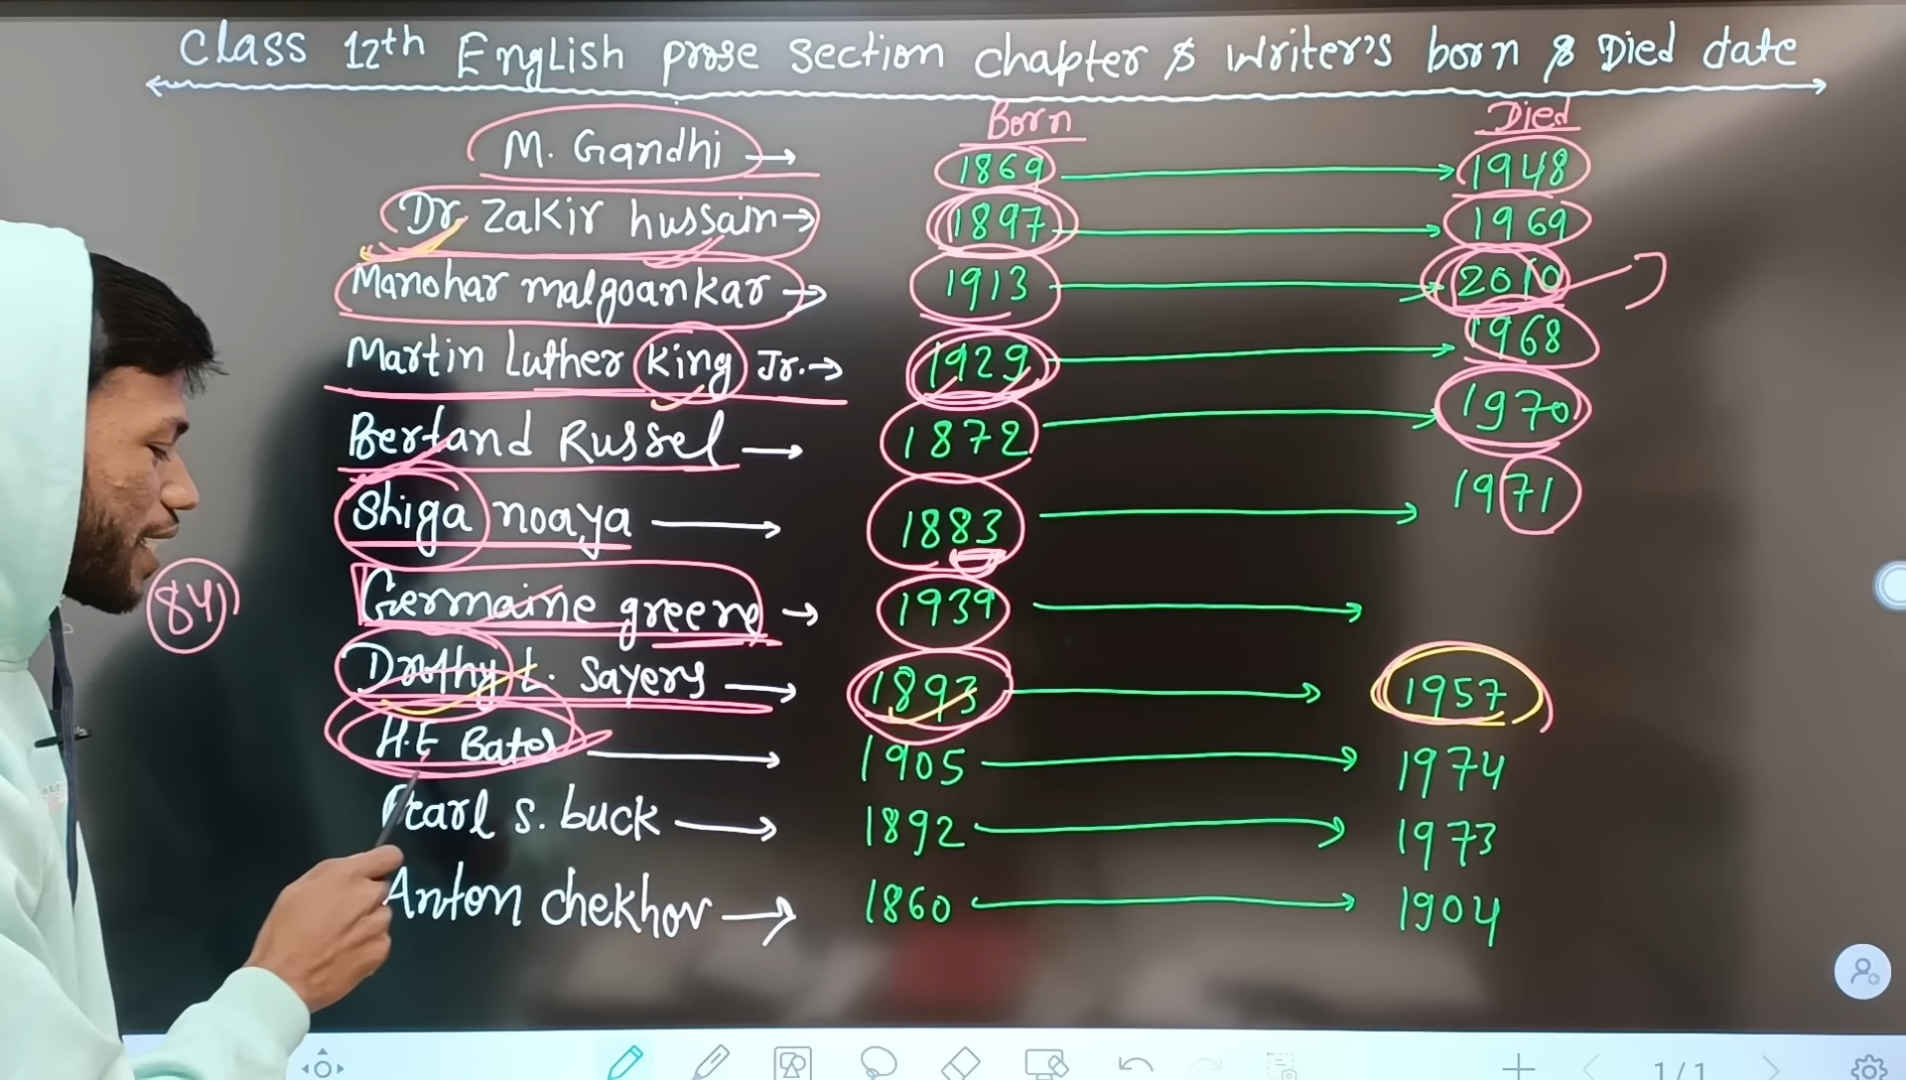 Class 12th English prose section chapter & Writer's born & Died date
Born Died
M. Gandhi → 1869 → 1948
Dr Zakir hussain → 1897 → 1969
Manohar malgoankar → 1913 → 2010
Martin Luther King Jr. → 1929 → 1968
Bertand Russel → 1872 → 1970
Shiga noaya → 1883 → 1971
Germaine greere → 1939 →
Drothy L. Sayers → 1893 → 1957
H.E Bates → 1905 → 1974
Pearl S. buck → 1892 → 1973
Anton chekhov → 1860 → 1904
84
1/1